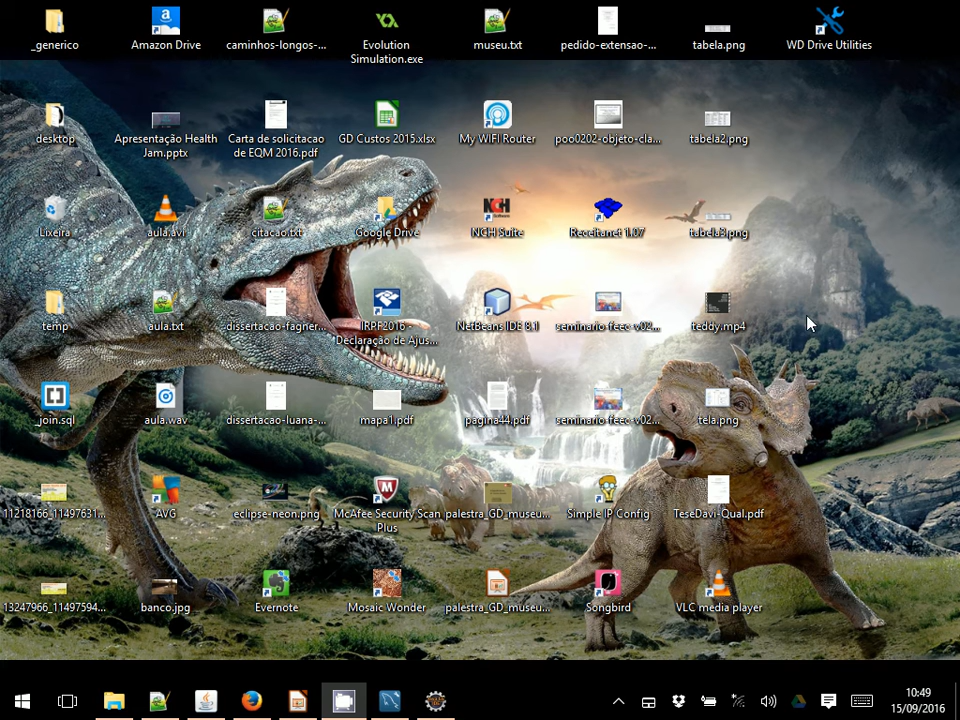 _generico
Amazon Drive
caminhos-longos-...
Evolution
Simulation.exe
museu.txt
pedido-extensao-...
tabela.png
WD Drive Utilities
desktop
Apresentação Health
Jam.pptx
Carta de solicitacao
de EQM 2016.pdf
GD Custos 2015.xlsx
My WIFI Router
poo0202-objeto-cla...
tabela2.png
Lixeira
aula.avi
citacao.txt
Google Drive
NCH Suite
Receitanet 1.07
tabela3.png
temp
aula.txt
dissertacao-fagner...
IRPF2016 -
Declaração de Ajus...
NetBeans IDE 8.1
seminario-feec-v02...
teddy.mp4
_join.sql
aula.wav
dissertacao-luana-...
mapa1.pdf
pagina44.pdf
seminario-feec-v02...
tela.png
11218166_11497631...
AVG
eclipse-neon.png
McAfee Security Scan
Plus
palestra_GD_museu...
Simple IP Config
TeseDavi-Qual.pdf
13247966_11497594...
banco.jpg
Evernote
Mosaic Wonder
palestra_GD_museu...
Songbird
VLC media player
10:49
15/09/2016